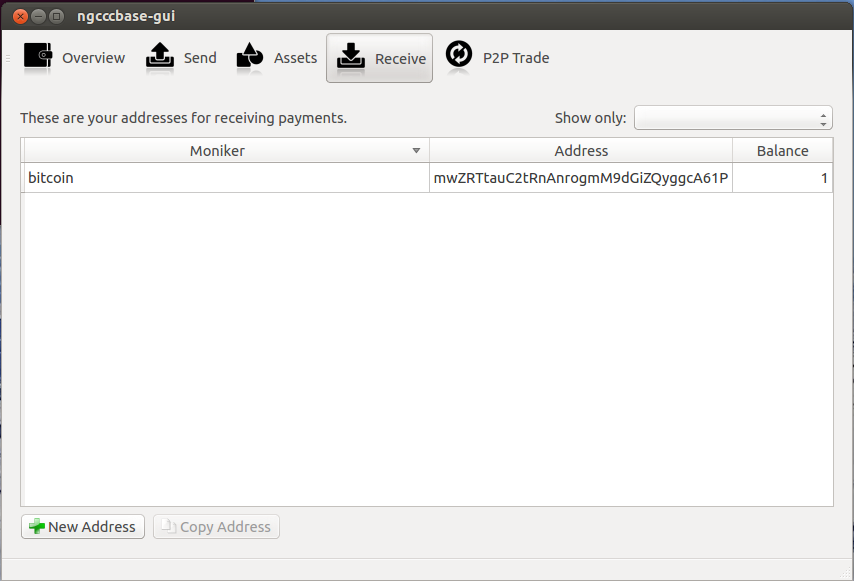 ngcccbase-gui
Overview Send Assets Receive P2P Trade
These are your addresses for receiving payments. Show only:
Moniker Address Balance
bitcoin mwZRTtauC2tRnAnrogmM9dGiZQyggcA61P 1
New Address Copy Address